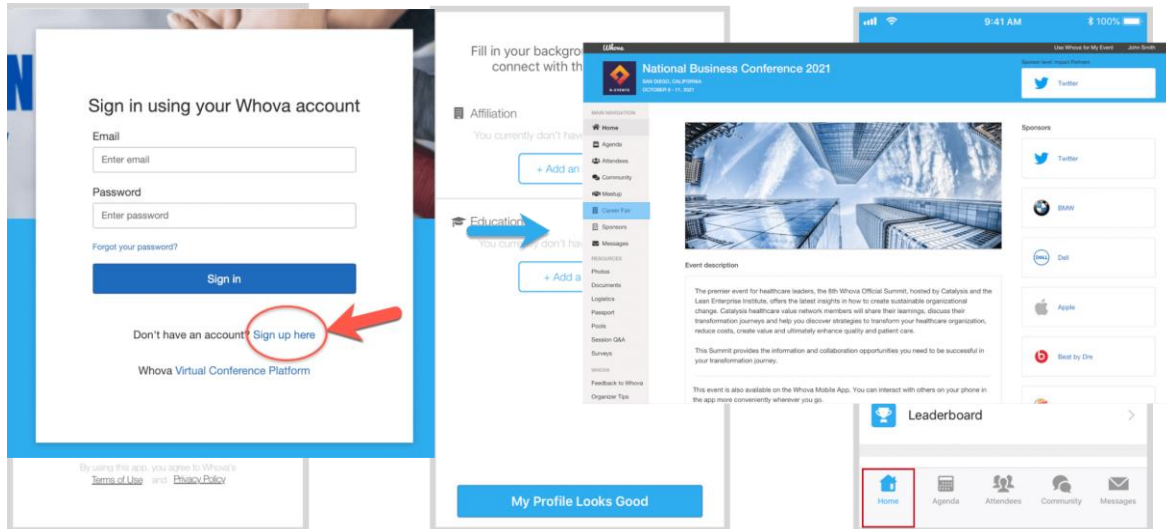 Sign in using your Whova account
Email
Enter email
Password
Enter password
Forgot your password?
Sign in
Don't have an account? Sign up here
Whova Virtual Conference Platform
By using this app, you agree to Whova's
Terms of Use and Privacy Policy
Fill in your backgro
connect with th
Affiliation
You currently don't have
+ Add an
Education
You currently don't ha
+ Add a
My Profile Looks Good
9:41 AM
100%
Whova
Use Whova for My Event
John Smith
National Business Conference 2021
SAN DIEGO, CALIFORNIA
OCTOBER 8 - 11, 2021
Sponsor level: Impact Partners
Twitter
MAIN NAVIGATION
Home
Agenda
Attendees
Community
Meetup
Career Fair
Sponsors
Messages
RESOURCES
Photos
Documents
Logistics
Passport
Polls
Session Q&A
Surveys
WHOVA
Feedback to Whova
Organizer Tips
Event description
The premier event for healthcare leaders, the 8th Whova Official Summit, hosted by Catalysis and the
Lean Enterprise Institute, offers the latest insights in how to create sustainable organizational
change. Catalysis healthcare value network members will share their learnings, discuss their
transformation journeys and help you discover strategies to transform your healthcare organization,
reduce costs, create value and ultimately enhance quality and patient care.
This Summit provides the information and collaboration opportunities you need to be successful in
your transformation journey.
This event is also available on the Whova Mobile App. You can interact with others on your phone in
the app more conveniently wherever you go.
Sponsors
Twitter
BMW
DELL
Dell
Apple
Beat by Dre
Leaderboard
Home
Agenda
Attendees
Community
Messages